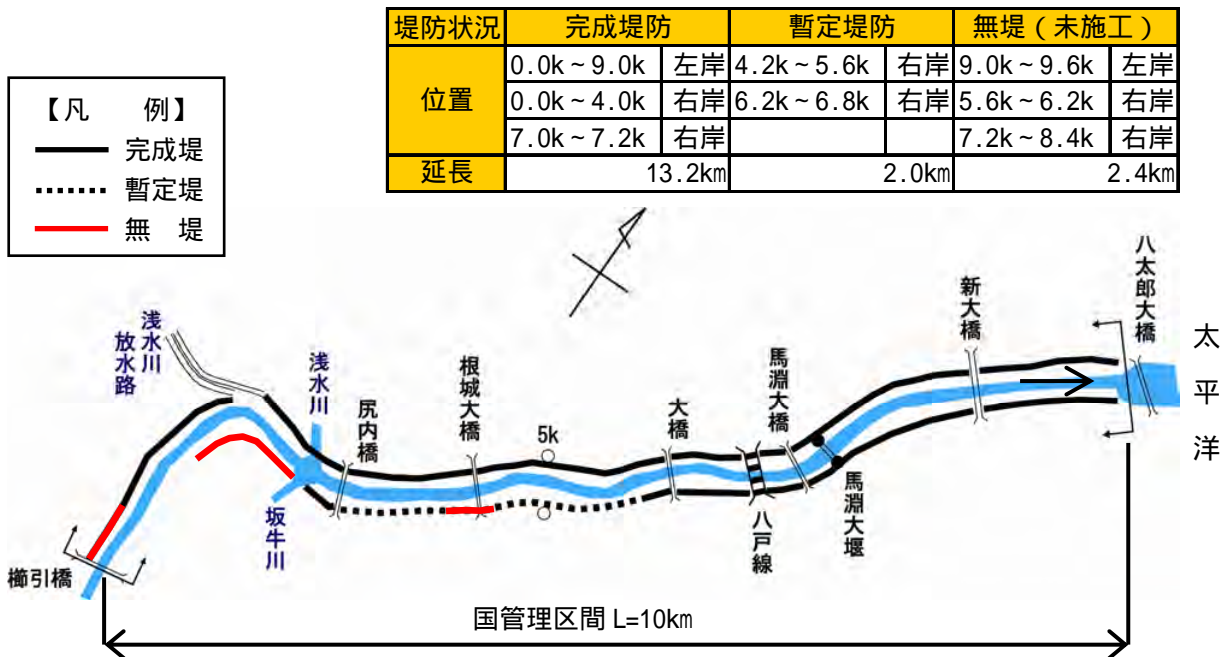 堤防状況 完成堤防 暫定堤防 無堤(未施工)
位置 0.0k~9.0k 左岸 4.2k~5.6k 右岸 9.0k~9.6k 左岸
0.0k~4.0k 右岸 6.2k~6.8k 右岸 5.6k~6.2k 右岸
7.0k~7.2k 右岸 7.2k~8.4k 右岸
延長 13.2km 2.0km 2.4km
【凡 例】
完成堤
暫定堤
無 堤
浅水川
放水路
浅水川
尻内橋
根城大橋
5k
大橋
馬淵大橋
新大橋
八太郎大橋
太平洋
櫛引橋
坂牛川
八戸線
馬淵大堰
国管理区間 L=10km